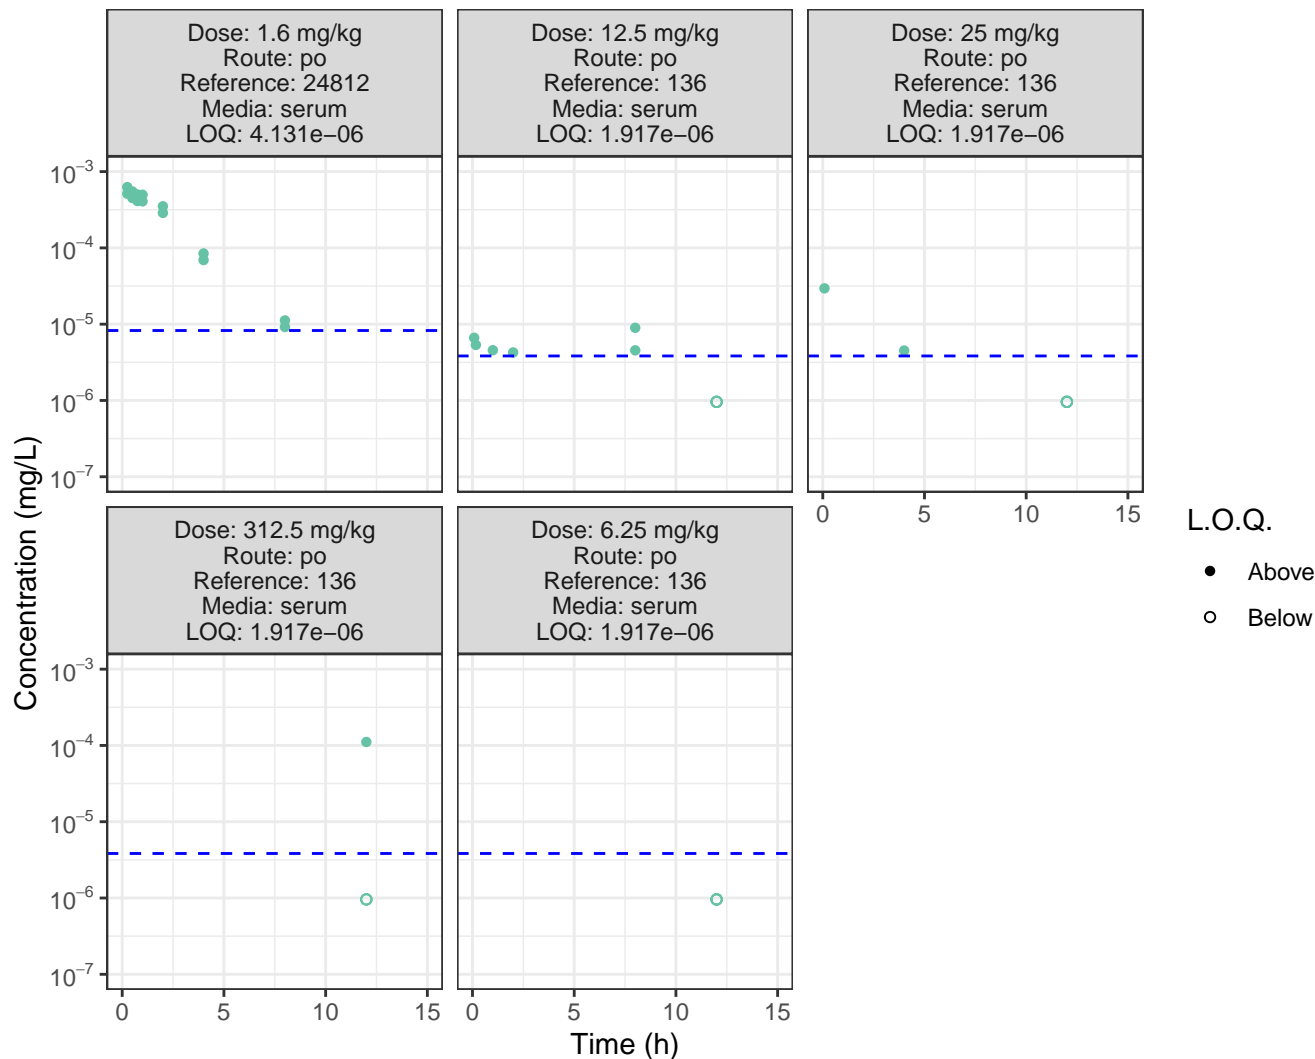 Dose: 1.6 mg/kg
Route: po
Reference: 24812
Media: serum
LOQ: 4.131e−06
Dose: 12.5 mg/kg
Route: po
Reference: 136
Media: serum
LOQ: 1.917e−06
Dose: 25 mg/kg
Route: po
Reference: 136
Media: serum
LOQ: 1.917e−06
10⁻³
10⁻⁴
10⁻⁵
10⁻⁶
10⁻⁷
0 5 10 15
Dose: 312.5 mg/kg
Route: po
Reference: 136
Media: serum
LOQ: 1.917e−06
Dose: 6.25 mg/kg
Route: po
Reference: 136
Media: serum
LOQ: 1.917e−06
10⁻³
10⁻⁴
10⁻⁵
10⁻⁶
10⁻⁷
0 5 10 15
0 5 10 15
Concentration (mg/L)
Time (h)
L.O.Q.
Above
Below